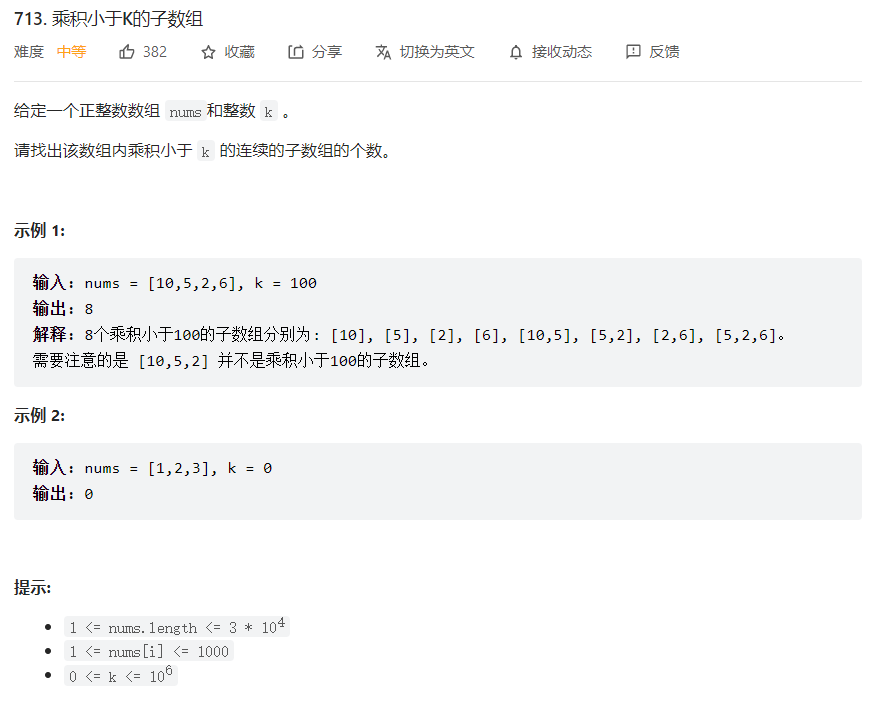 713. 乘积小于K的子数组
难度 中等 382 收藏 分享 切换为英文 接收动态 反馈
给定一个正整数数组 nums和整数 k 。
请找出该数组内乘积小于 k 的连续的子数组的个数。
示例 1:
输入: nums = [10,5,2,6], k = 100
输出: 8
解释: 8个乘积小于100的子数组分别为: [10], [5], [2], [6], [10,5], [5,2], [2,6], [5,2,6]。
需要注意的是 [10,5,2] 并不是乘积小于100的子数组。
示例 2:
输入: nums = [1,2,3], k = 0
输出: 0
提示:
1 <= nums.length <= 3 * 10⁴
1 <= nums[i] <= 1000
0 <= k <= 10⁶